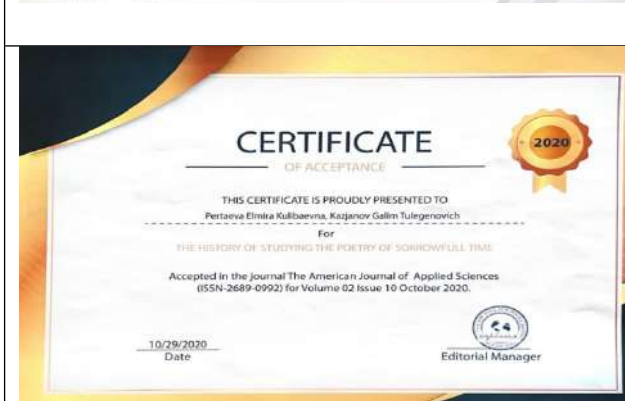 CERTIFICATE
OF ACCEPTANCE
2020
THIS CERTIFICATE IS PROUDLY PRESENTED TO
Pertaeva Elmira Kulibaevna, Kazjanov Galim Tulegenovich
For
THE HISTORY OF STUDYING THE POETRY OF SORROWFULL TIME
Accepted in the Journal The American Journal of Applied Sciences
(ISSN-2689-0992) for Volume 02 Issue 10 October 2020.
10/29/2020
Date
Editorial Manager